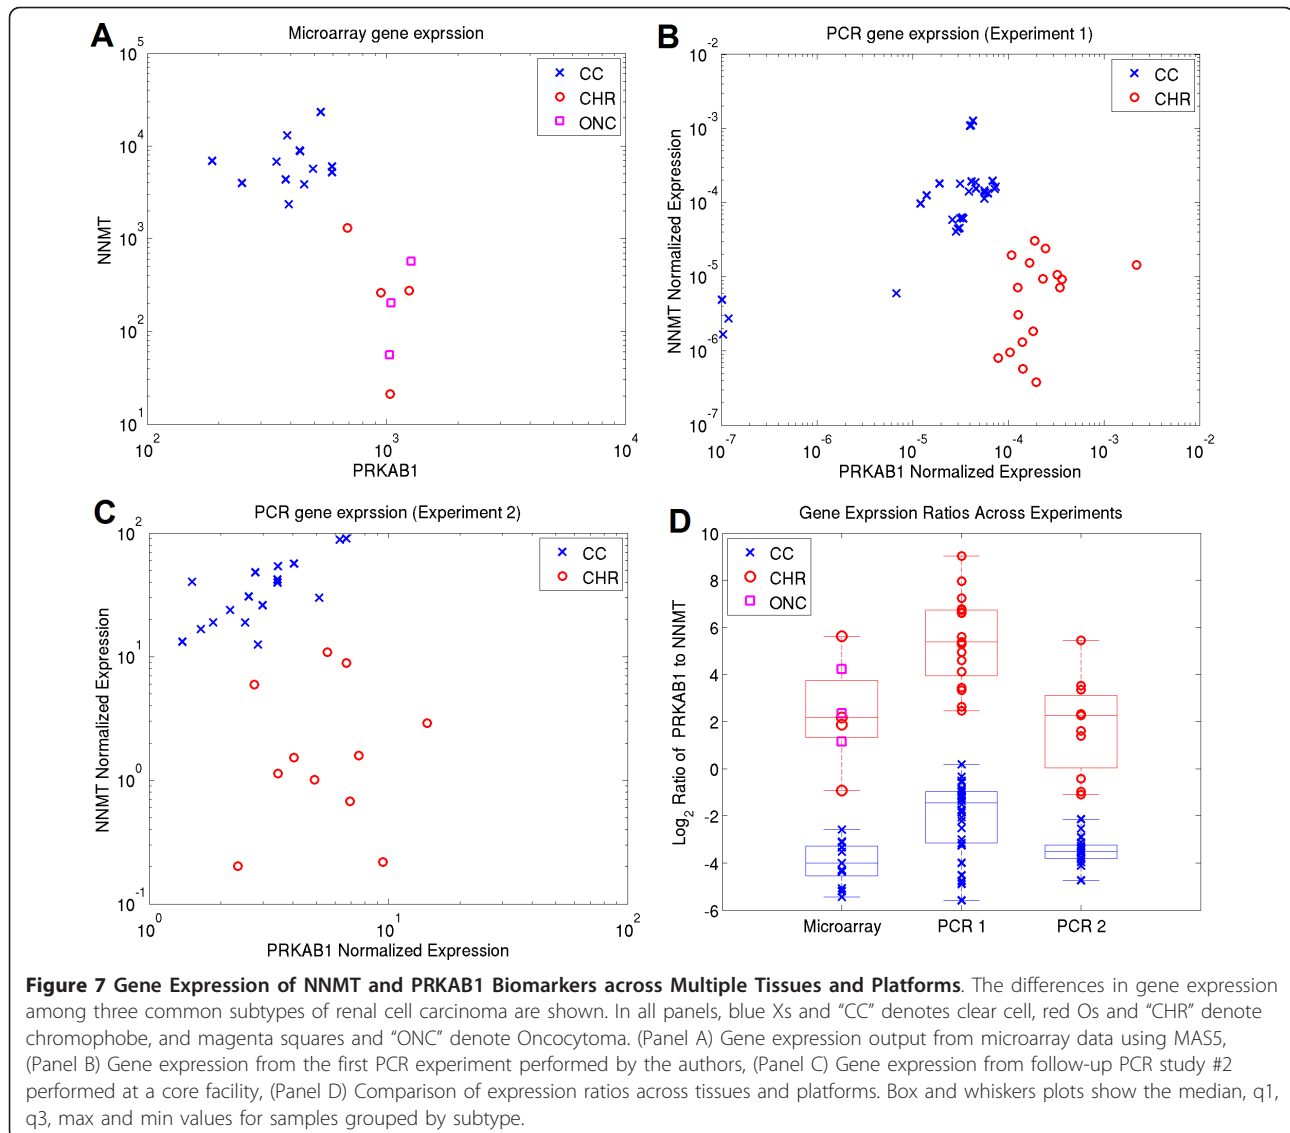 A
Microarray gene exprssion
10^5
10^4
10^3
10^2
10^1
NNMT
CC
CHR
ONC
10^2
10^3
10^4
PRKAB1
B
PCR gene exprssion (Experiment 1)
10^-2
10^-3
10^-4
10^-5
10^-6
10^-7
NNMT Normalized Expression
CC
CHR
10^-7
10^-6
10^-5
10^-4
10^-3
10^-2
PRKAB1 Normalized Expression
C
PCR gene exprssion (Experiment 2)
10^2
10^1
10^0
10^-1
NNMT Normalized Expression
CC
CHR
10^0
10^1
10^2
PRKAB1 Normalized Expression
D
Gene Exprssion Ratios Across Experiments
10
8
6
4
2
0
-2
-4
-6
Log2 Ratio of PRKAB1 to NNMT
CC
CHR
ONC
Microarray
PCR 1
PCR 2
Figure 7 Gene Expression of NNMT and PRKAB1 Biomarkers across Multiple Tissues and Platforms. The differences in gene expression
among three common subtypes of renal cell carcinoma are shown. In all panels, blue Xs and “CC” denotes clear cell, red Os and “CHR” denote
chromophobe, and magenta squares and “ONC” denote Oncocytoma. (Panel A) Gene expression output from microarray data using MAS5,
(Panel B) Gene expression from the first PCR experiment performed by the authors, (Panel C) Gene expression from follow-up PCR study #2
performed at a core facility, (Panel D) Comparison of expression ratios across tissues and platforms. Box and whiskers plots show the median, q1,
q3, max and min values for samples grouped by subtype.